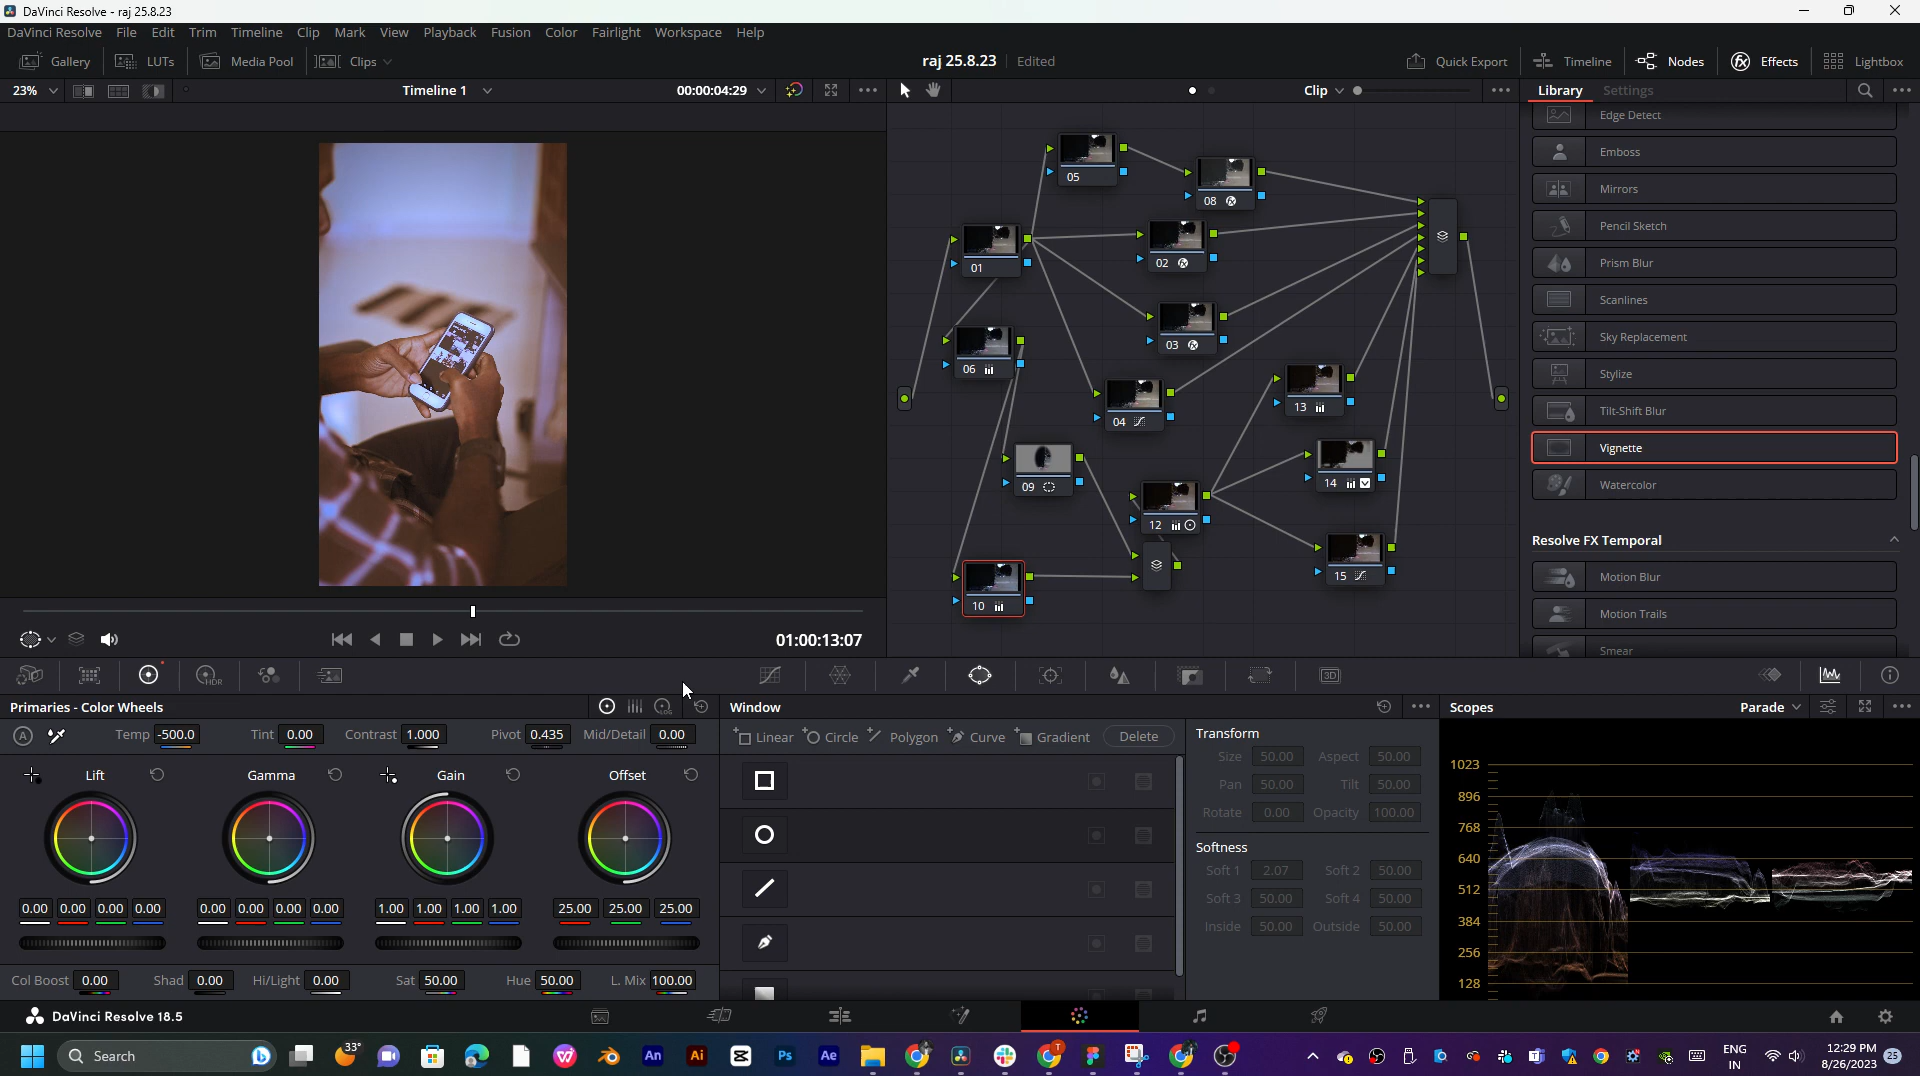 DaVinci Resolve - raj 25.8.23
DaVinci Resolve File Edit Trim Timeline Clip Mark View Playback Fusion Color Fairlight Workspace Help
Gallery LUTs Media Pool Clips raj 25.8.23 Edited Quick Export Timeline Nodes Effects Lightbox
23% Timeline 1 00:00:04:29 Clip Library Settings
Edge Detect
Emboss
Mirrors
Pencil Sketch
Prism Blur
Scanlines
Sky Replacement
Stylize
Tilt-Shift Blur
Vignette
Watercolor
Resolve FX Temporal
Motion Blur
Motion Trails
Smear
05
08
01
02
03
06
04
13
09
14
12
15
10
01:00:13:07
HDR
3D
Primaries - Color Wheels
LOG
Window
Scopes Parade
A Temp -500.0 Tint 0.00 Contrast 1.000 Pivot 0.435 Mid/Detail 0.00
Linear Circle Polygon Curve Gradient Delete
Transform
Size 50.00 Aspect 50.00
Pan 50.00 Tilt 50.00
Rotate 0.00 Opacity 100.00
Softness
Soft 1 2.07 Soft 2 50.00
Soft 3 50.00 Soft 4 50.00
Inside 50.00 Outside 50.00
Lift Gamma Gain Offset
0.00 0.00 0.00 0.00 0.00 0.00 0.00 0.00 1.00 1.00 1.00 1.00 25.00 25.00 25.00
Col Boost 0.00 Shad 0.00 Hi/Light 0.00 Sat 50.00 Hue 50.00 L. Mix 100.00
1023
896
768
640
512
384
256
128
DaVinci Resolve 18.5
Search
33°
An
Ai
Ps
Ae
T
ENG
IN
12:29 PM
8/26/2023
25